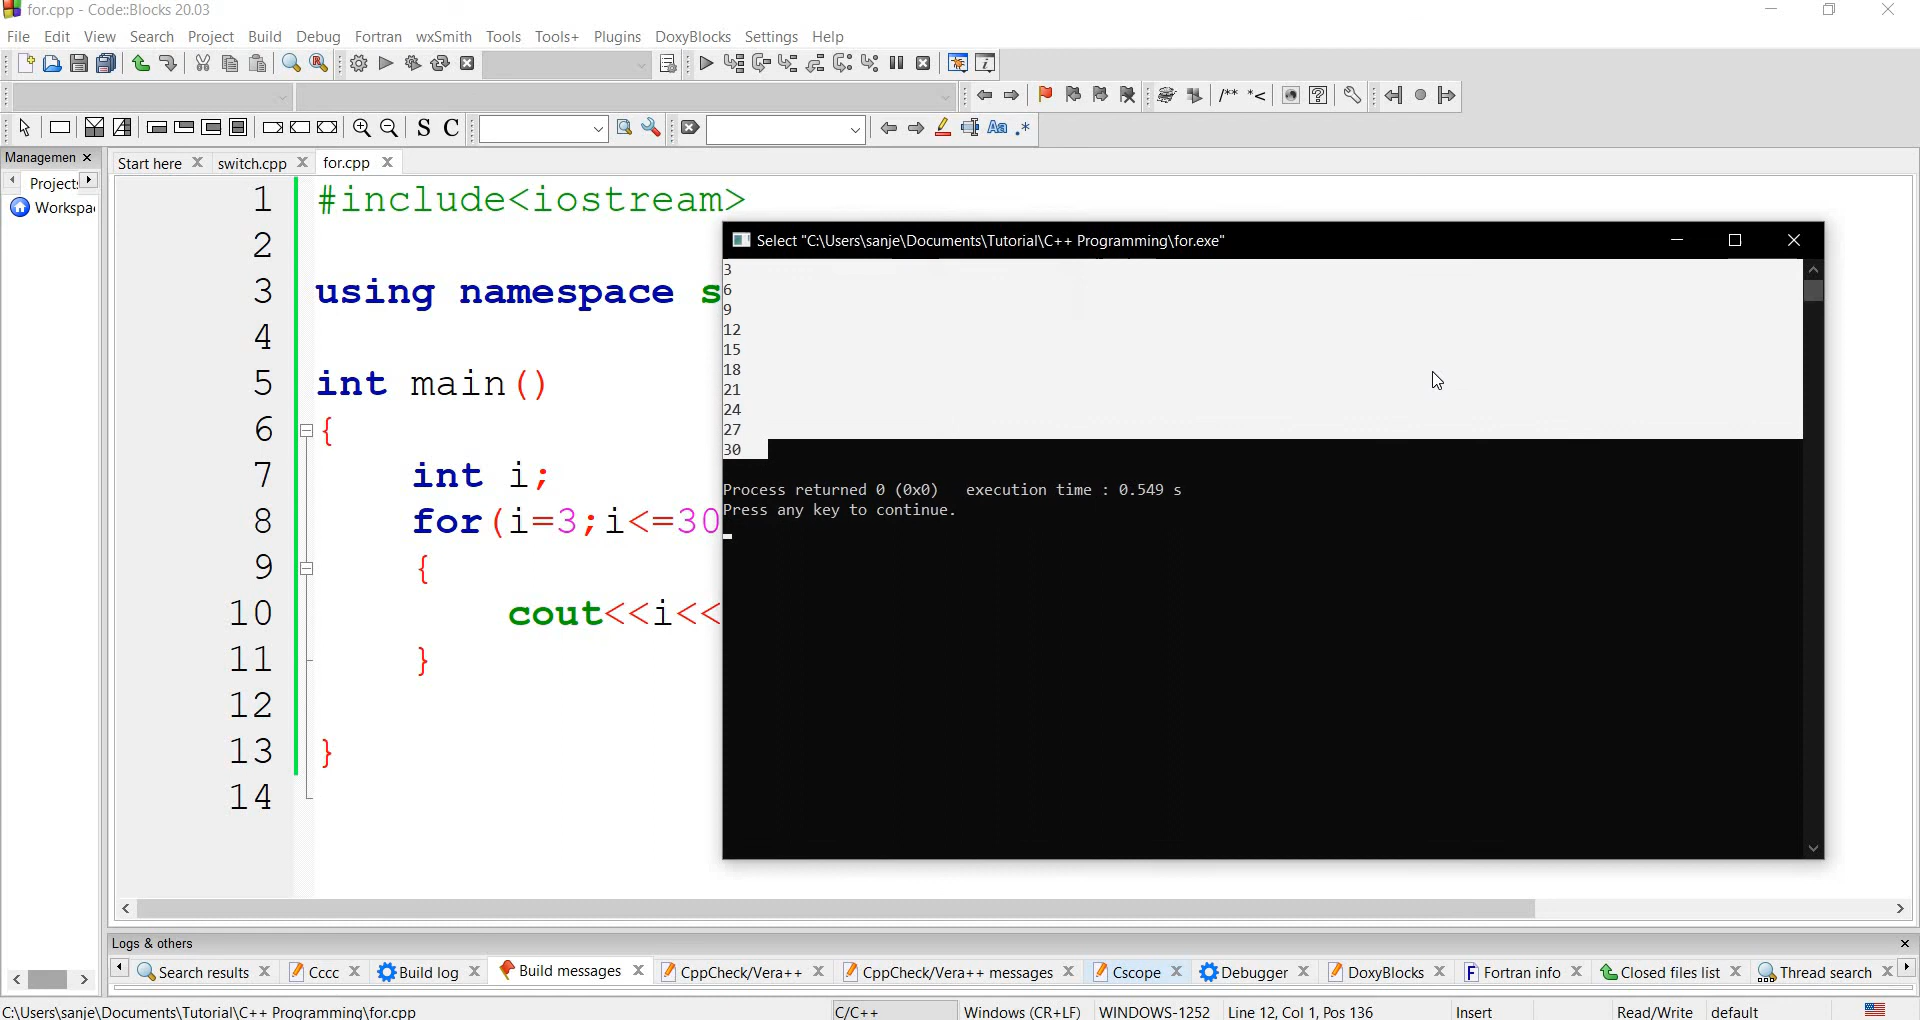 for.cpp - Code::Blocks 20.03
File Edit View Search Project Build Debug Fortran wxSmith Tools Tools+ Plugins DoxyBlocks Settings Help
/** *<
S C
Aa .*
Managemen
Start here switch.cpp for.cpp
Projects
Workspa
1 #include<iostream>
2
3 using namespace s
4
5 int main()
6 {
7 int i;
8 for(i=3;i<=30
9 {
10 cout<<i<<
11 }
12
13 }
14
Select "C:\Users\sanje\Documents\Tutorial\C++ Programming\for.exe"
3
6
9
12
15
18
21
24
27
30
Process returned 0 (0x0) execution time : 0.549 s
Press any key to continue.
Logs & others
Search results Cccc Build log Build messages CppCheck/Vera++ CppCheck/Vera++ messages Cscope Debugger DoxyBlocks Fortran info Closed files list Thread search
C:\Users\sanje\Documents\Tutorial\C++ Programming\for.cpp C/C++ Windows (CR+LF) WINDOWS-1252 Line 12, Col 1, Pos 136 Insert Read/Write default